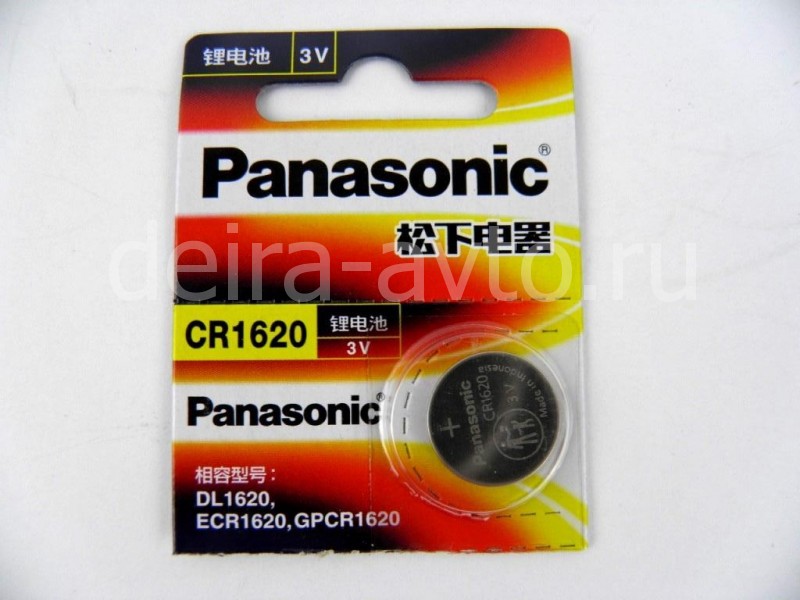 锂电池 3V
Panasonic®
松下电器
deira-avto.ru
CR1620 锂电池
3V
Panasonic®
相容型号：
DL1620,
ECR1620,GPCR1620
+
Panasonic
CR1620
3V
Made in Indonesia